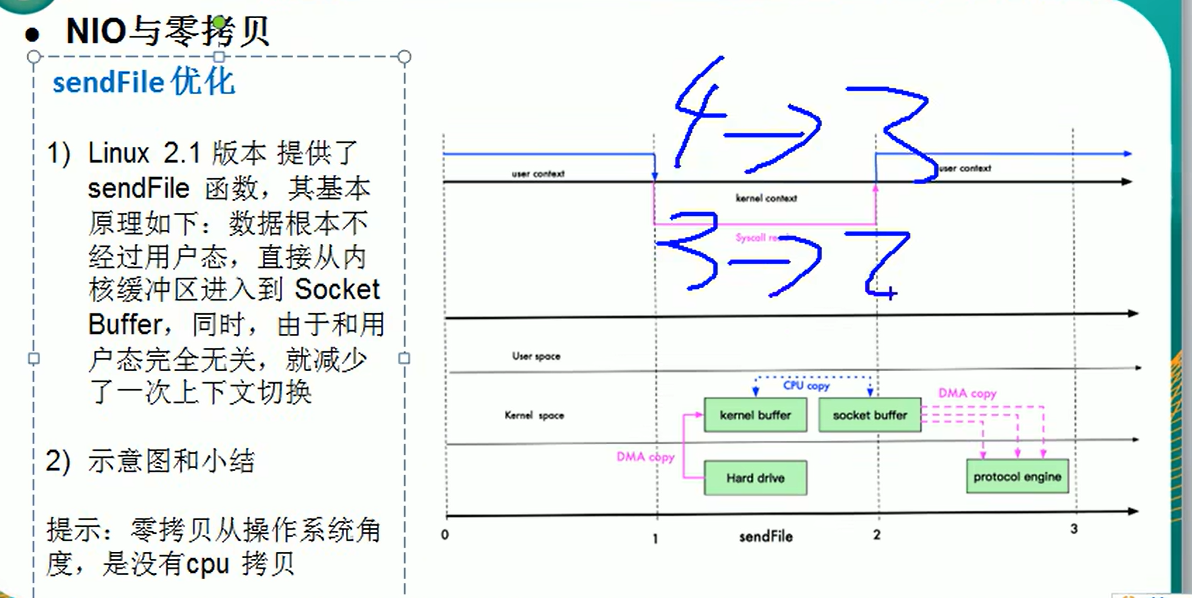 • NIO与零拷贝
sendFile 优化
1) Linux 2.1 版本 提供了
sendFile 函数，其基本
原理如下：数据根本不
经过用户态，直接从内
核缓冲区进入到 Socket
Buffer，同时，由于和用
户态完全无关，就减少
了一次上下文切换
2) 示意图和小结
提示：零拷贝从操作系统角
度，是没有cpu 拷贝
4 → 3
user context
user context
kernel context
Syscall
3 → 2
User space
CPU copy
DMA copy
Kernel space
kernel buffer
socket buffer
DMA copy
Hard drive
protocol engine
0
1
sendFile
2
3